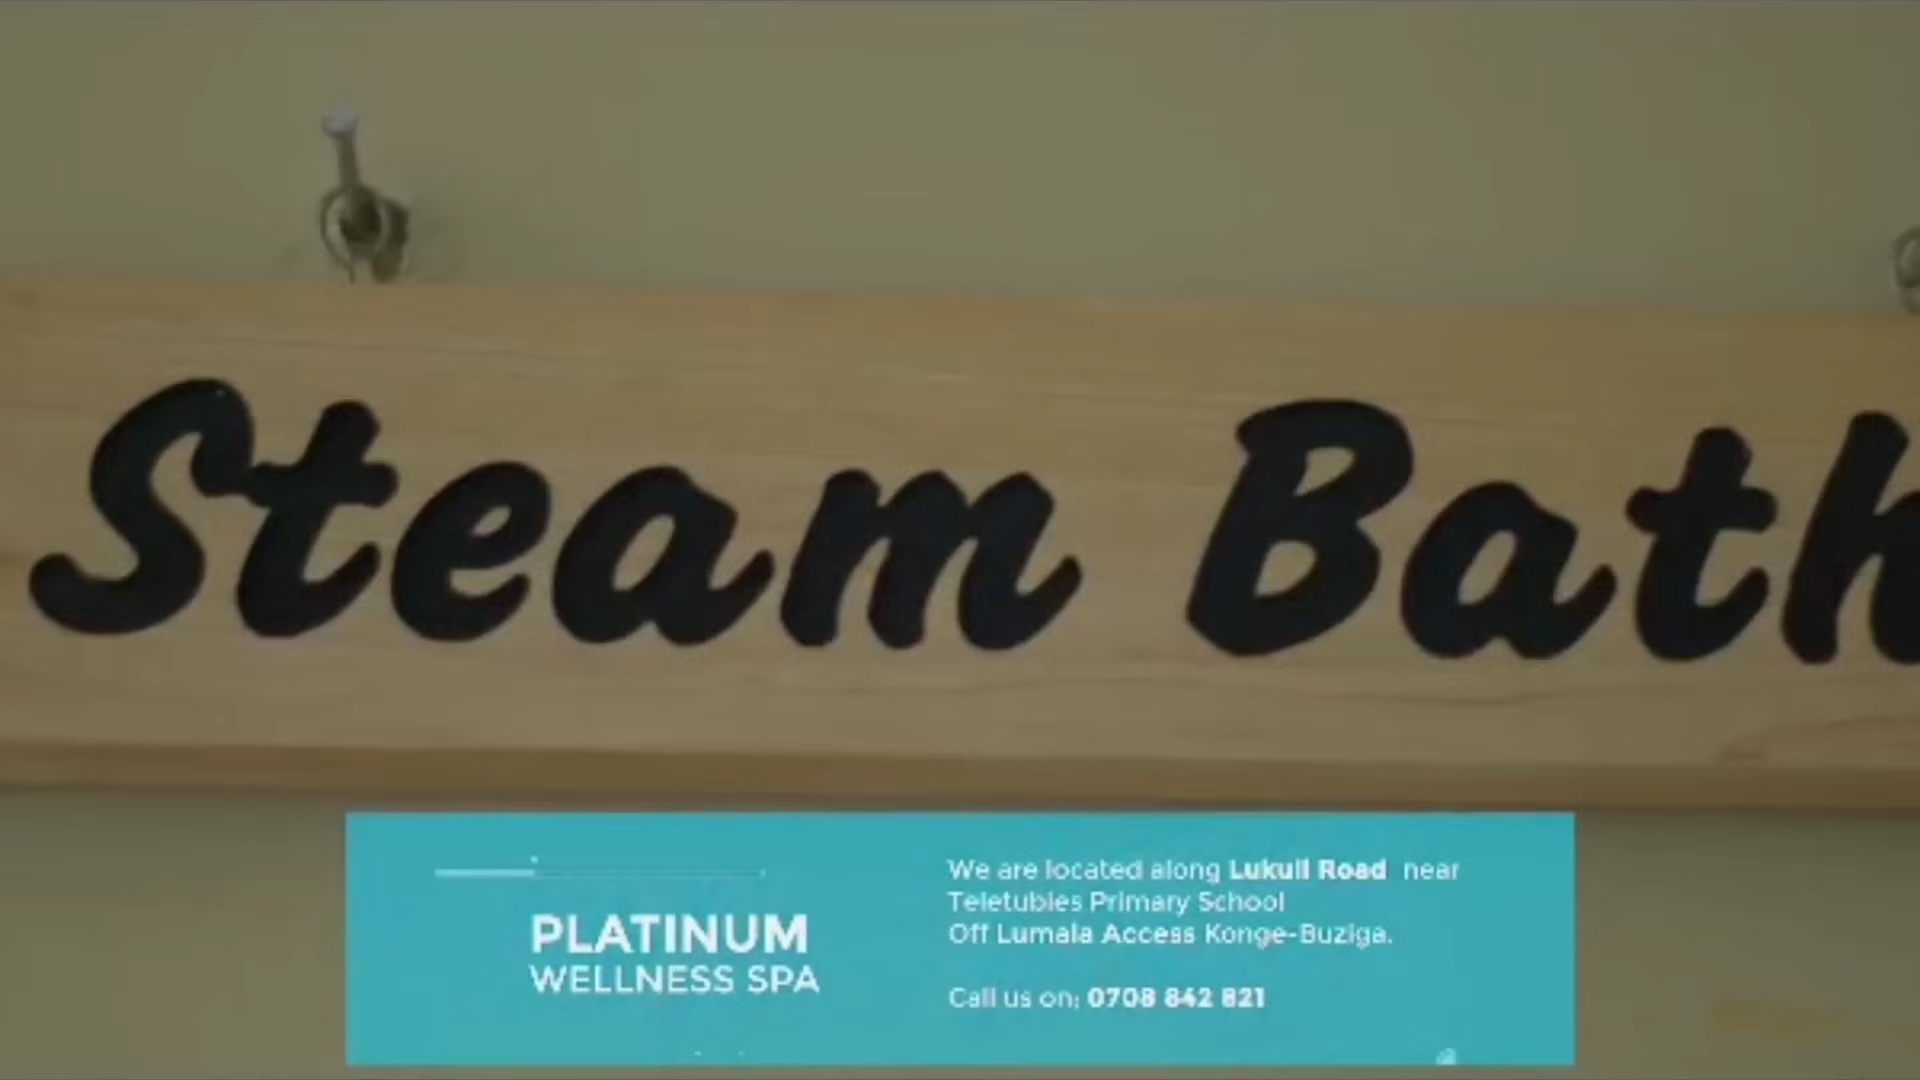 Steam Bath
PLATINUM
WELLNESS SPA
We are located along Lukuli Road near
Teletubies Primary School
Off Lumala Access Konge-Buziga.
Call us on; 0708 842 821